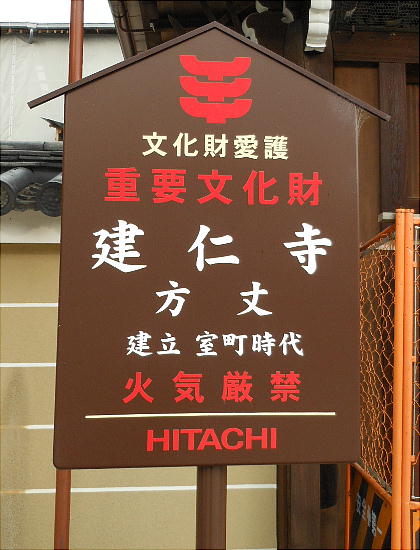 文化財愛護
重要文化財
建仁寺
方丈
建立 室町時代
火気厳禁
HITACHI